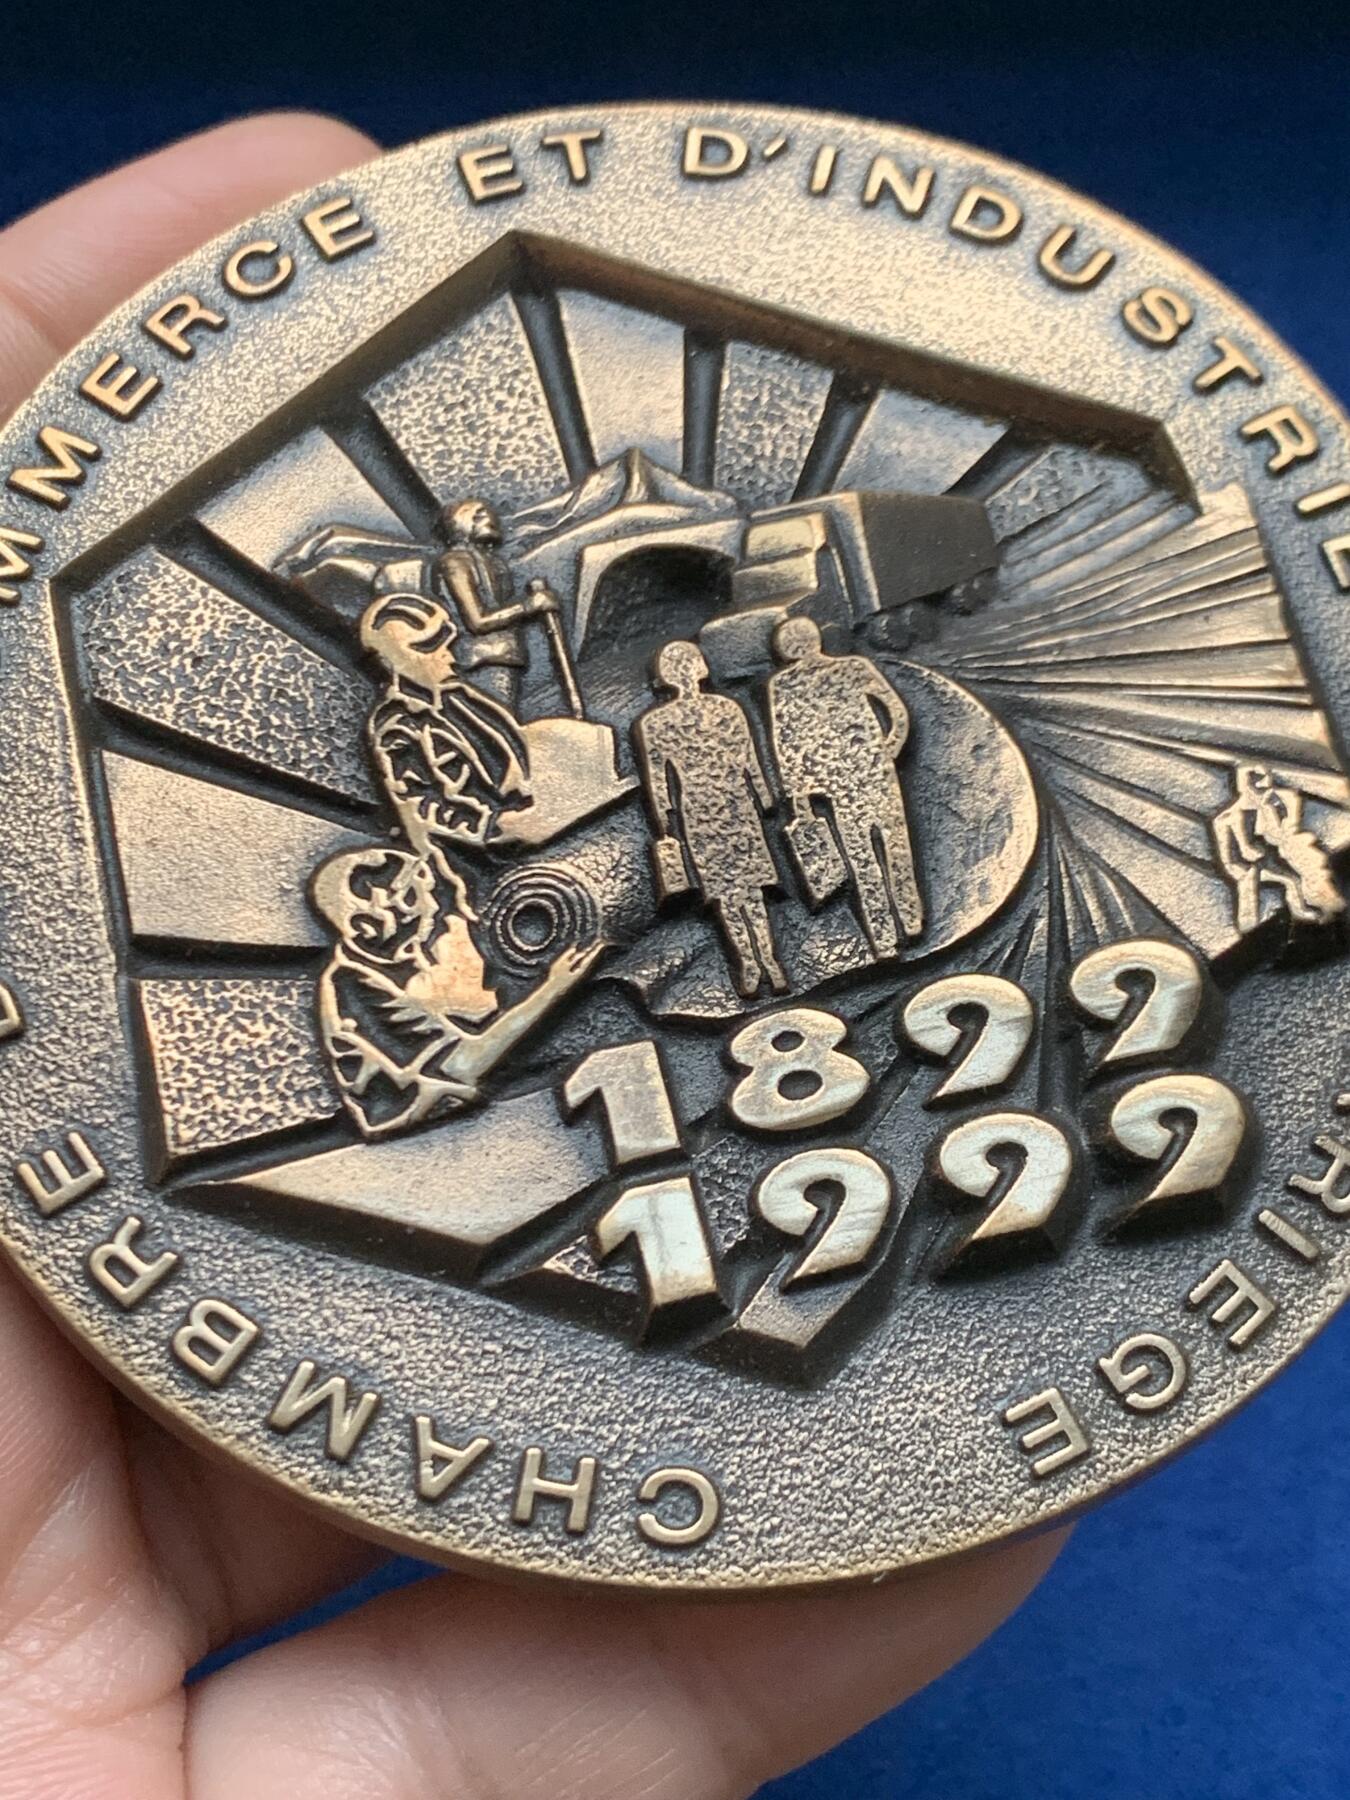 CHAMBRE D
MMERCE ET D'INDUSTRIE
RIEGE
1899
1999